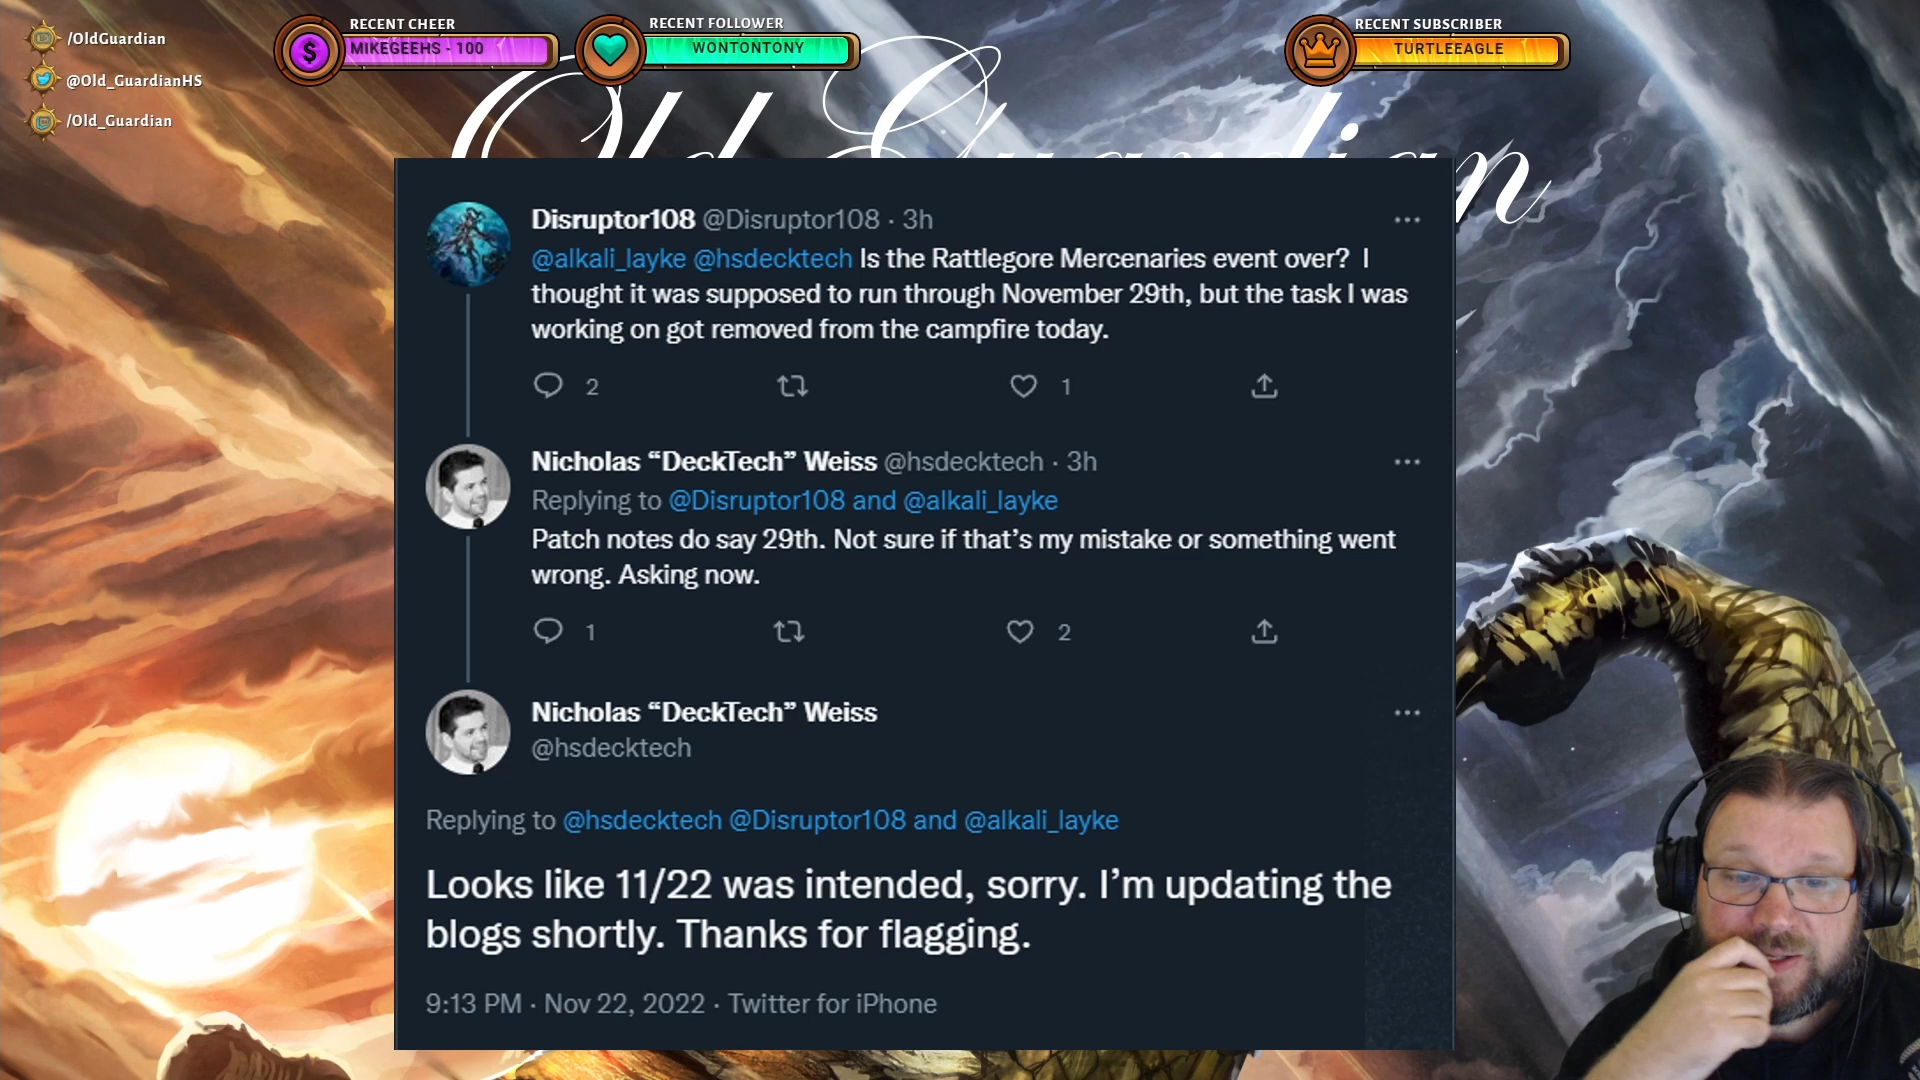 /OldGuardian
@Old_GuardianHS
/Old_Guardian
RECENT CHEER
MIKEGEEHS - 100
RECENT FOLLOWER
WONTONTONY
RECENT SUBSCRIBER
TURTLEEAGLE
Old Guardian
Disruptor108 @Disruptor108 · 3h
@alkali_layke @hsdecktech Is the Rattlegore Mercenaries event over? I
thought it was supposed to run through November 29th, but the task I was
working on got removed from the campfire today.
2 1
Nicholas “DeckTech” Weiss @hsdecktech · 3h
Replying to @Disruptor108 and @alkali_layke
Patch notes do say 29th. Not sure if that’s my mistake or something went
wrong. Asking now.
1 2
Nicholas “DeckTech” Weiss
@hsdecktech
Replying to @hsdecktech @Disruptor108 and @alkali_layke
Looks like 11/22 was intended, sorry. I’m updating the
blogs shortly. Thanks for flagging.
9:13 PM · Nov 22, 2022 · Twitter for iPhone